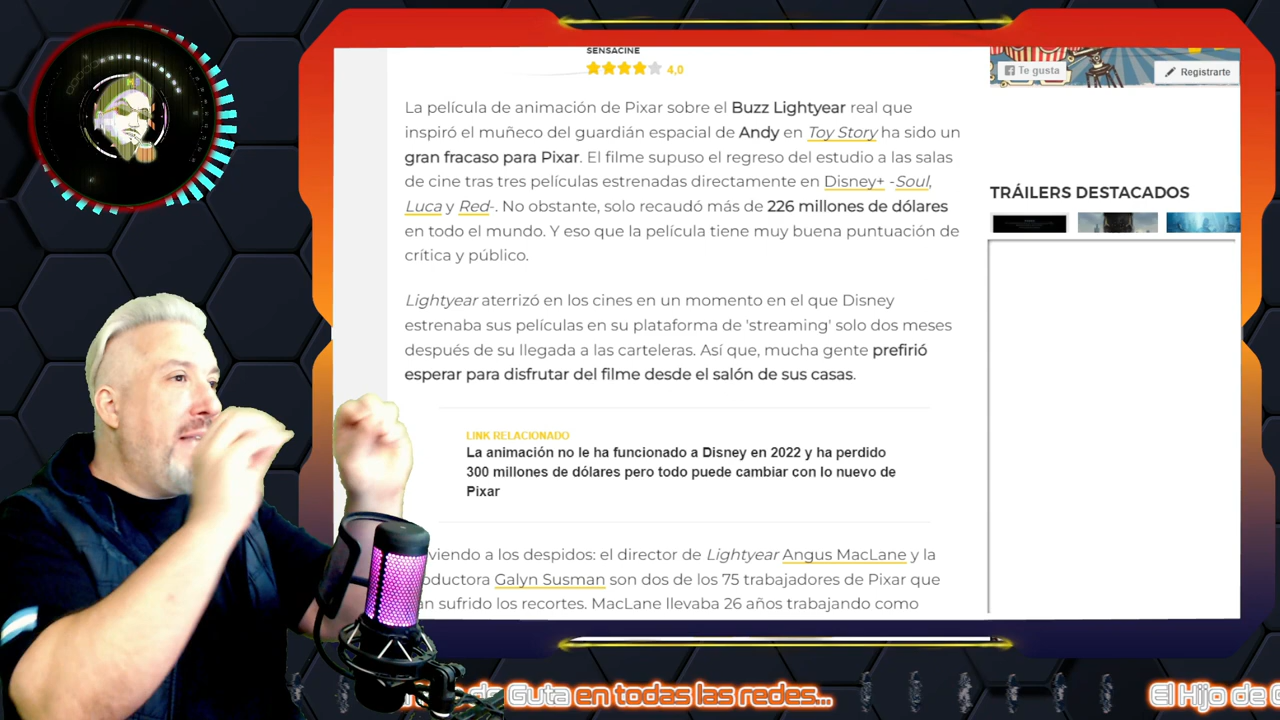 SENSACINE
4,0
Te gusta
Registrarte
La película de animación de Pixar sobre el Buzz Lightyear real que
inspiró el muñeco del guardián espacial de Andy en Toy Story ha sido un
gran fracaso para Pixar. El filme supuso el regreso del estudio a las salas
de cine tras tres películas estrenadas directamente en Disney+ -Soul,
Luca y Red-. No obstante, solo recaudó más de 226 millones de dólares
en todo el mundo. Y eso que la película tiene muy buena puntuación de
crítica y público.
TRÁILERS DESTACADOS
Lightyear aterrizó en los cines en un momento en el que Disney
estrenaba sus películas en su plataforma de 'streaming' solo dos meses
después de su llegada a las carteleras. Así que, mucha gente prefirió
esperar para disfrutar del filme desde el salón de sus casas.
LINK RELACIONADO
La animación no le ha funcionado a Disney en 2022 y ha perdido
300 millones de dólares pero todo puede cambiar con lo nuevo de
Pixar
viendo a los despidos: el director de Lightyear Angus MacLane y la
oductora Galyn Susman son dos de los 75 trabajadores de Pixar que
an sufrido los recortes. MacLane llevaba 26 años trabajando como
de Guta en todas las redes...
El Hijo de G